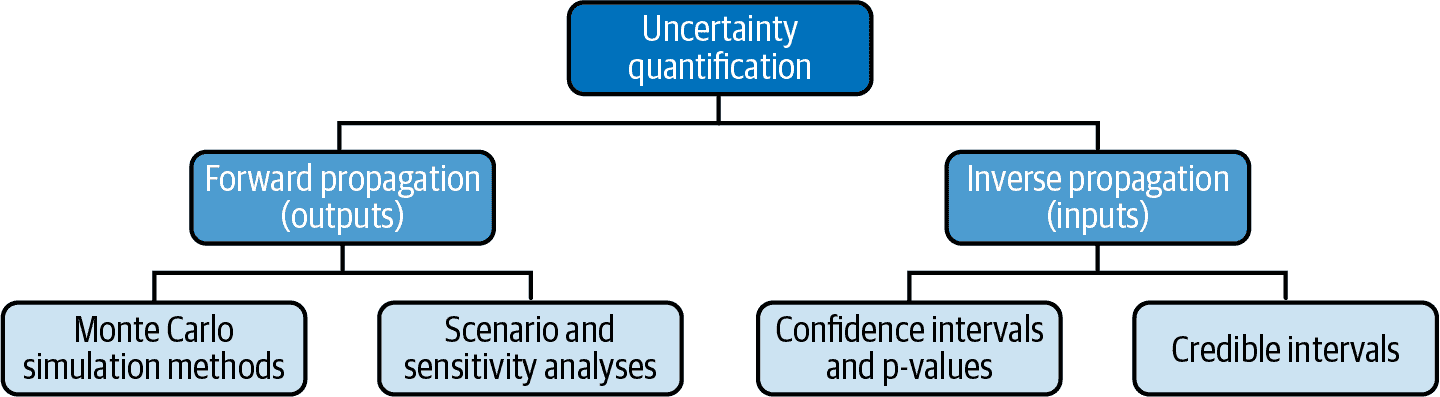 Uncertainty
quantification
Forward propagation
(outputs)
Inverse propagation
(inputs)
Monte Carlo
simulation methods
Scenario and
sensitivity analyses
Confidence intervals
and p-values
Credible intervals